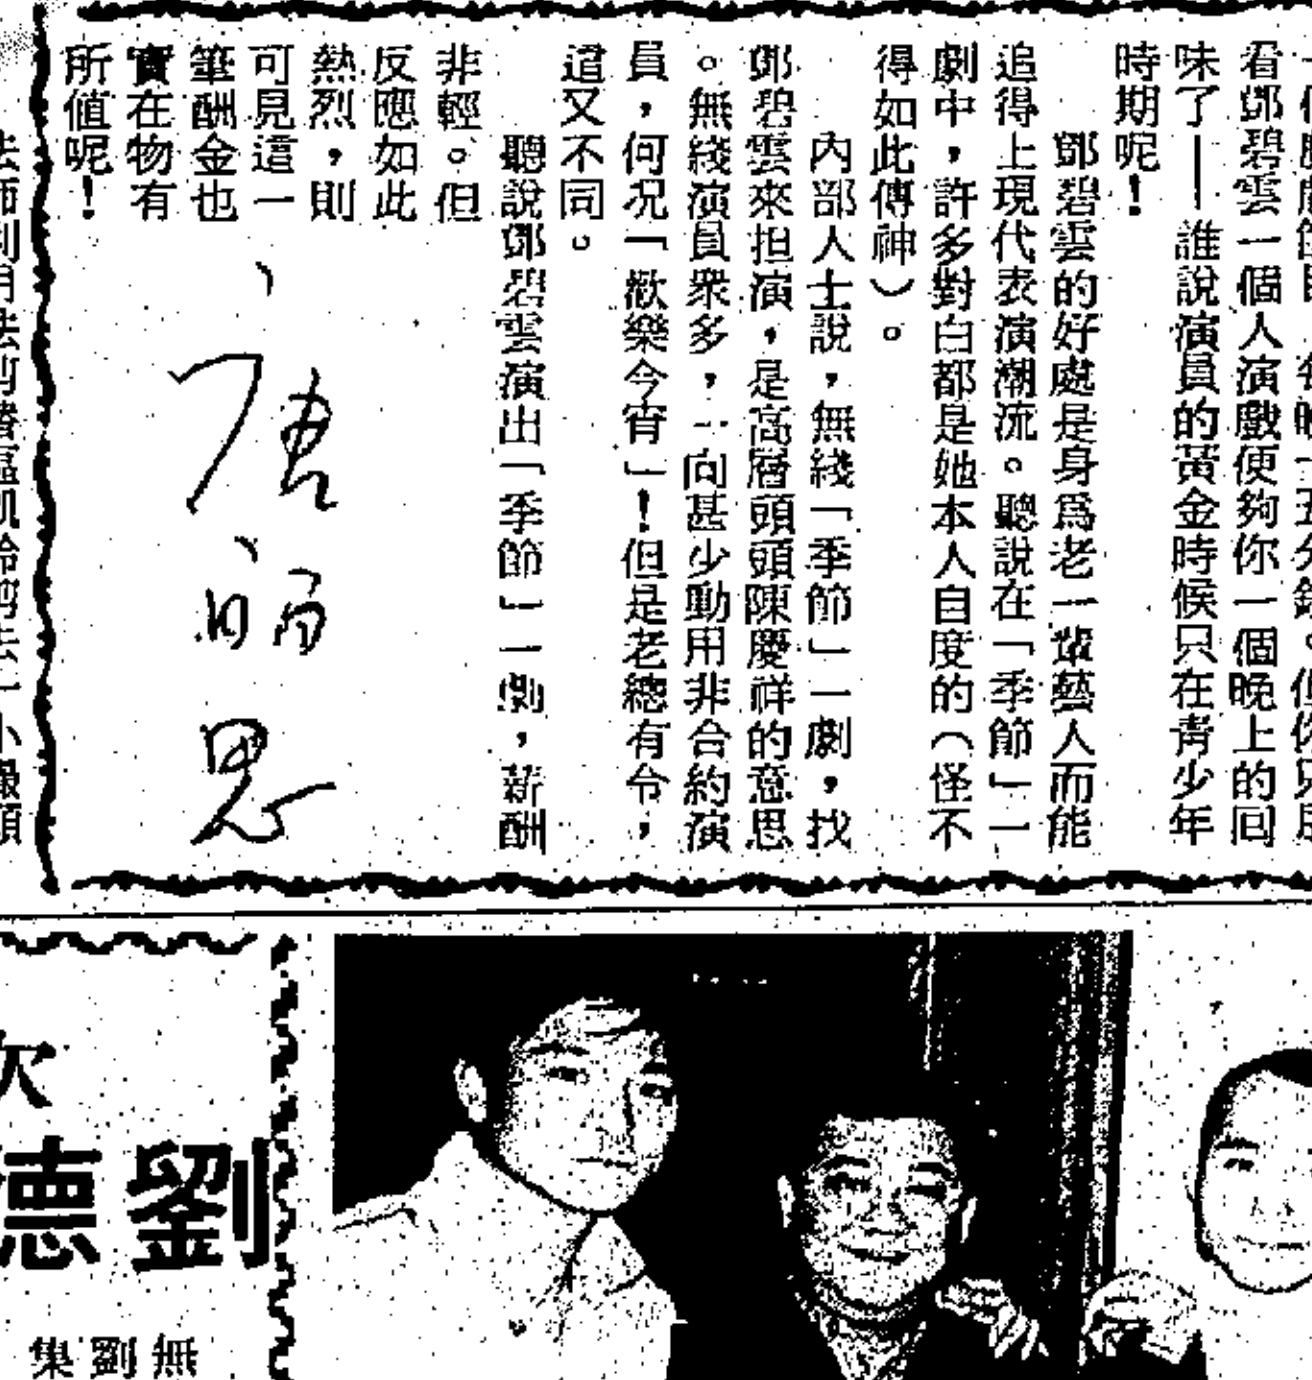 看鄧碧雲一個人演戲便夠你一個晚上的回
味了——誰說演員的黃金時候只在青少年
時期呢！
鄧碧雲的好處是身爲老一輩藝人而能
追得上現代表演潮流。聽說在「季節」一
劇中，許多對白都是她本人自度的（怪不
得如此傳神）。
內部人士說，無綫「季節」一劇，找
鄧碧雲來担演，是高層頭頭陳慶祥的意思
。無綫演員衆多，一向甚少動用非合約演
員，何況「歡樂今宵」！但是老總有令，
這又不同。
聽說鄧碧雲演出「季節」一劇，薪酬
非輕。但
反應如此
熱烈，則
可見這一
筆酬金也
實在物有
所值呢！
劉德